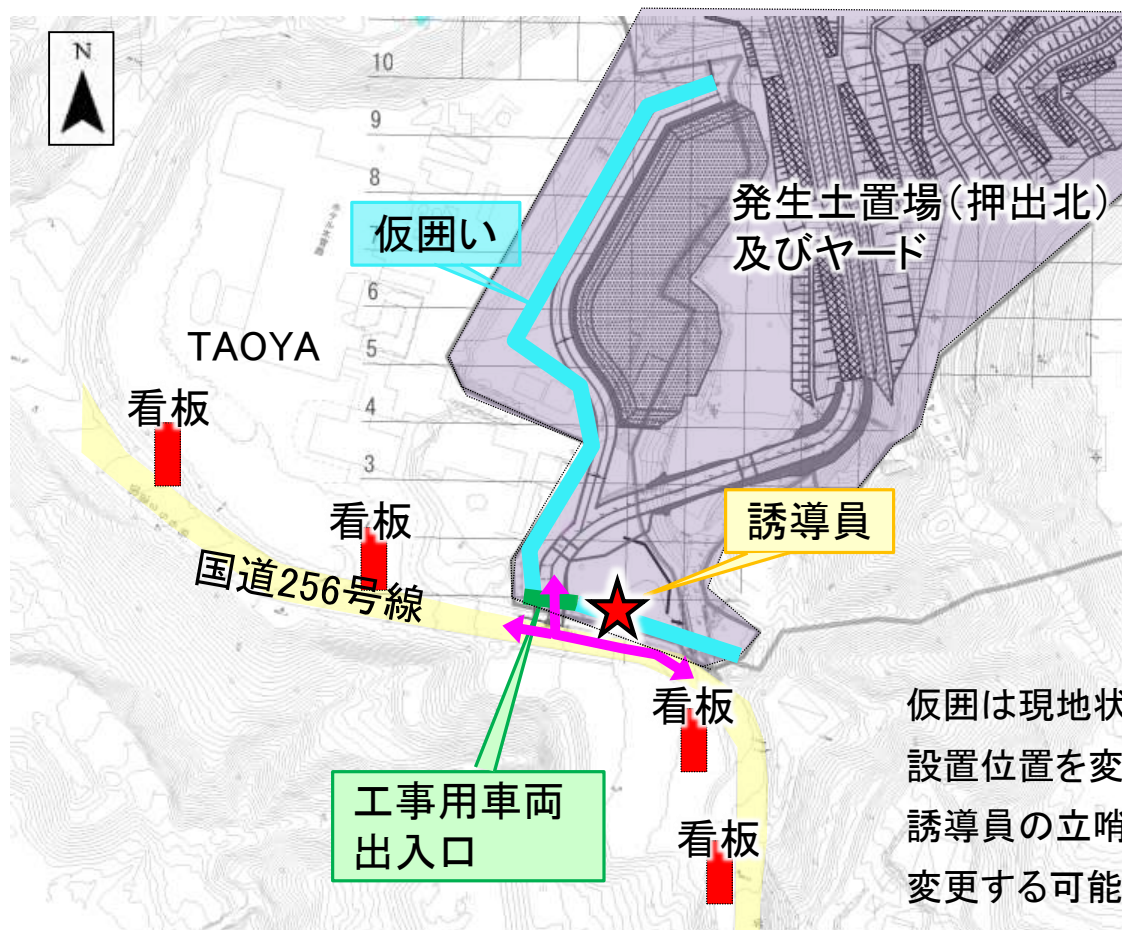 N
10
9
8
7
6
5
4
3
発生土置場(押出北)
及びヤード
仮囲い
TAOYA
看板
看板
誘導員
国道256号線
看板
工事用車両
出入口
看板
仮囲は現地状
設置位置を変
誘導員の立哨
変更する可能